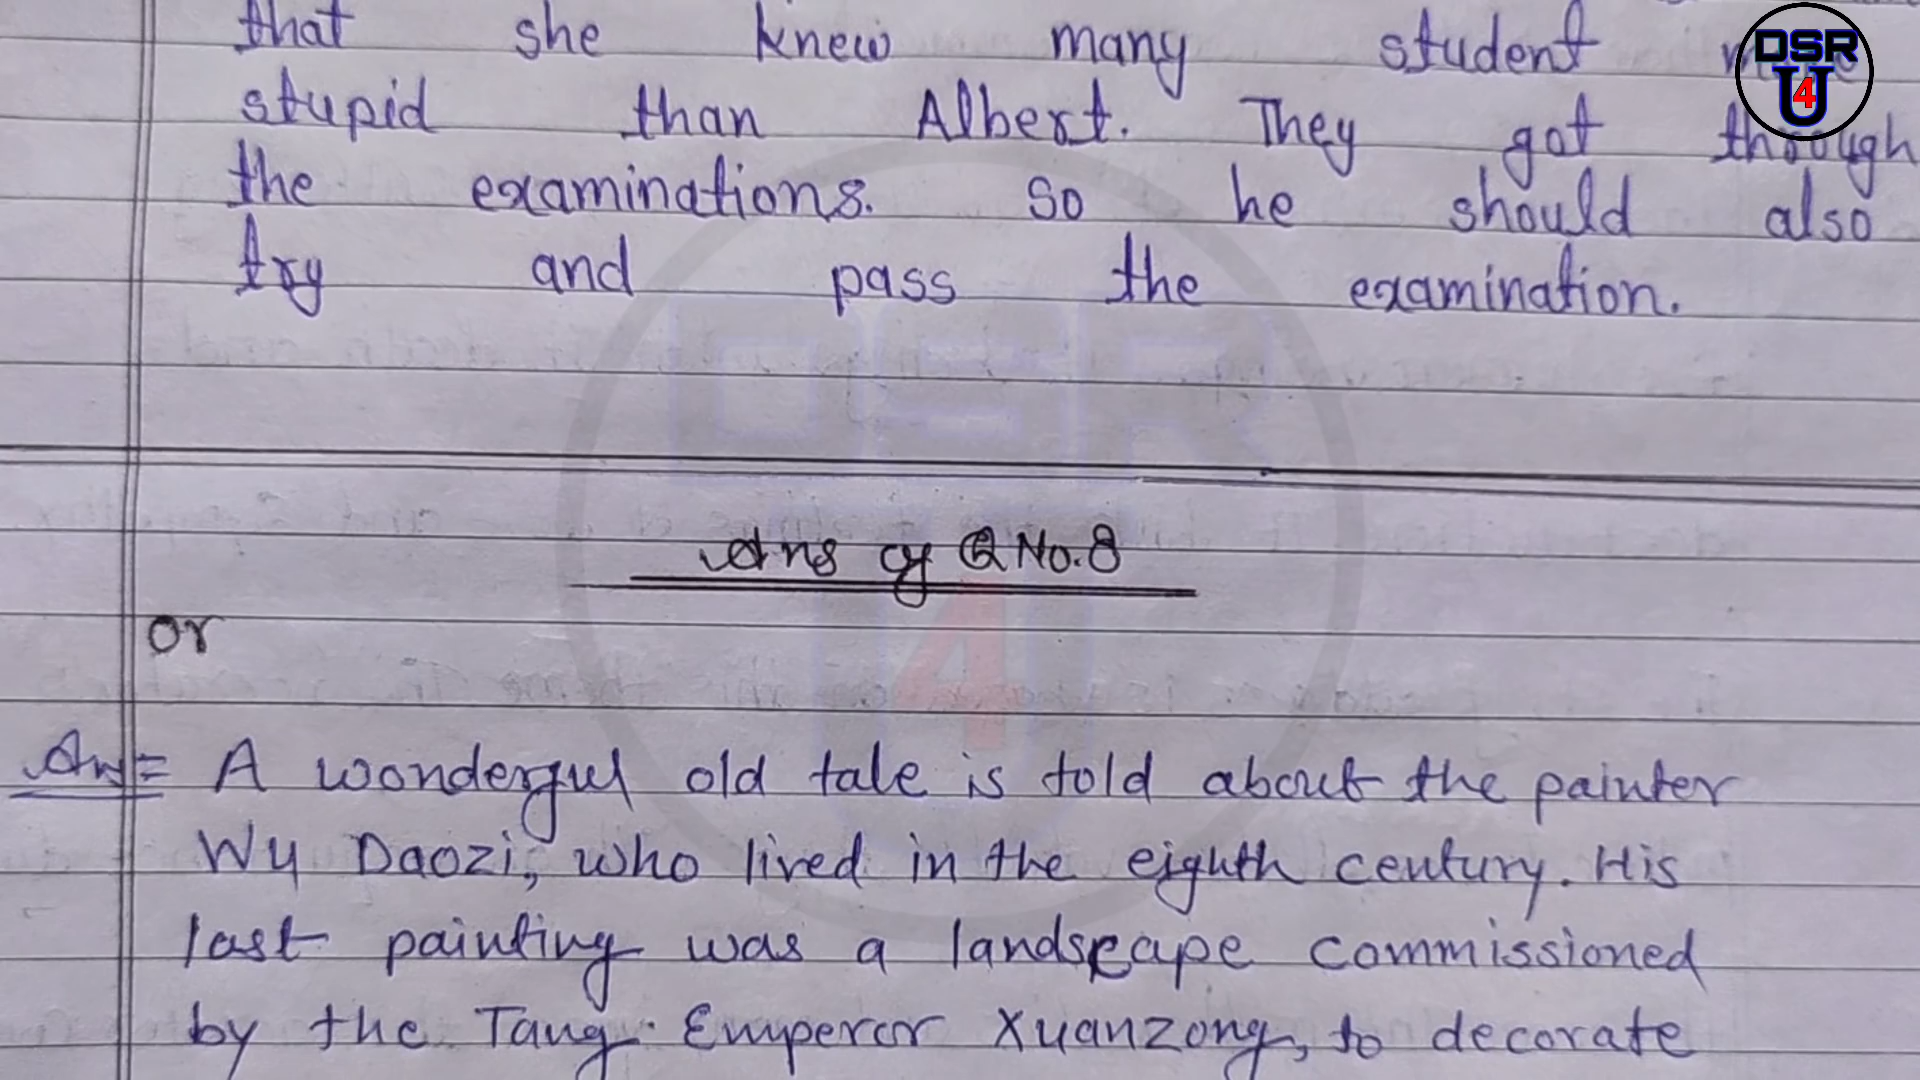 that she knew many student
stupid than Albert. They got through
the examinations. so he should also
try and pass the examination.
Ans of Q No. 8
or
Ans = A wonderful old tale is told about the painter
Wu Daozi, who lived in the eighth century. His
last painting was a landscape commissioned
by the Tang Emperor Xuanzong, to decorate
DSR
4
U
DSR
4
U